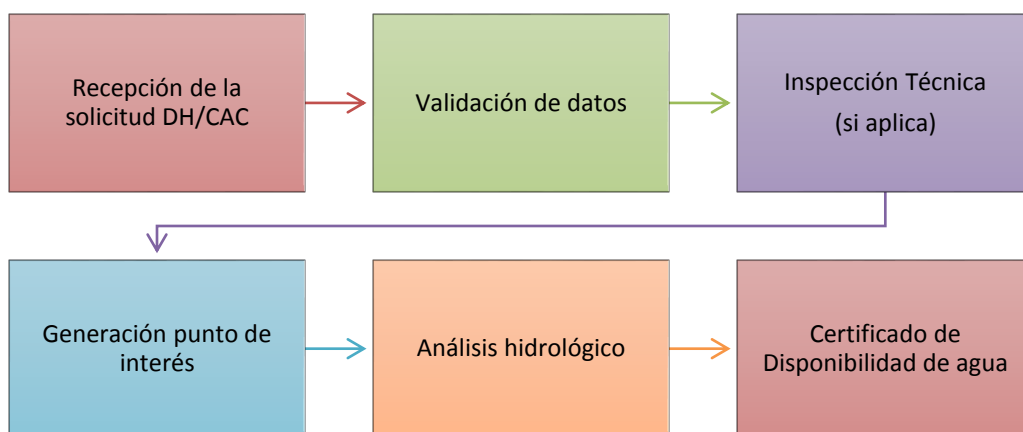 Recepción de la
solicitud DH/CAC
Validación de datos
Inspección Técnica
(si aplica)
Generación punto de
interés
Análisis hidrológico
Certificado de
Disponibilidad de agua